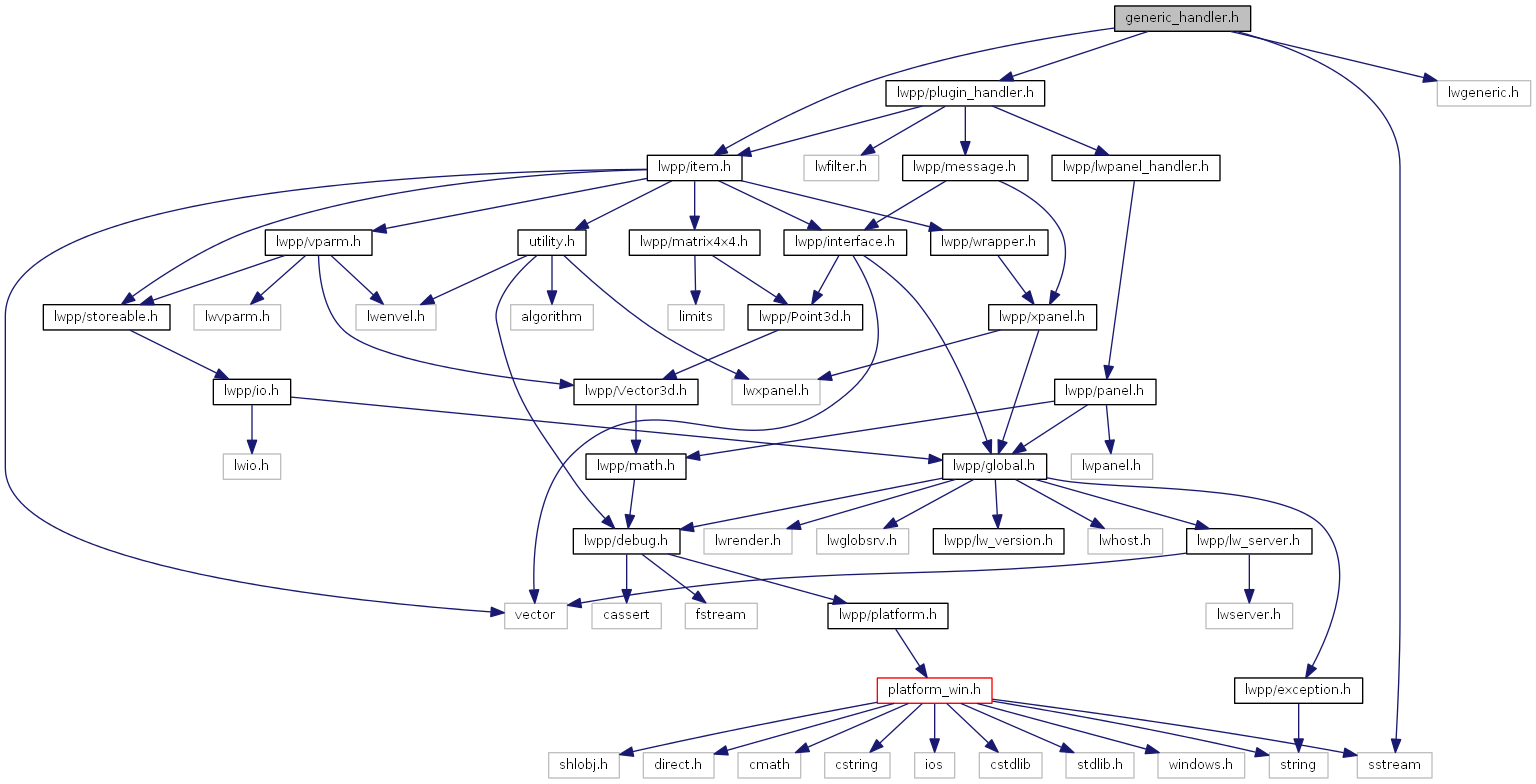 generic_handler.h
lwpp/plugin_handler.h
lwgeneric.h
lwpp/item.h
lwfilter.h
lwpp/message.h
lwpp/lwpanel_handler.h
lwpp/vparm.h
utility.h
lwpp/matrix4x4.h
lwpp/interface.h
lwpp/wrapper.h
lwpp/storeable.h
lwvparm.h
lwenvel.h
algorithm
limits
lwpp/Point3d.h
lwpp/xpanel.h
lwpp/io.h
lwpp/Vector3d.h
lwxpanel.h
lwpp/panel.h
lwio.h
lwpp/math.h
lwpp/global.h
lwpanel.h
lwpp/debug.h
lwrender.h
lwglobsrv.h
lwpp/lw_version.h
lwhost.h
lwpp/lw_server.h
vector
cassert
fstream
lwpp/platform.h
lwserver.h
platform_win.h
lwpp/exception.h
shlobj.h
direct.h
cmath
cstring
ios
cstdlib
stdlib.h
windows.h
string
sstream